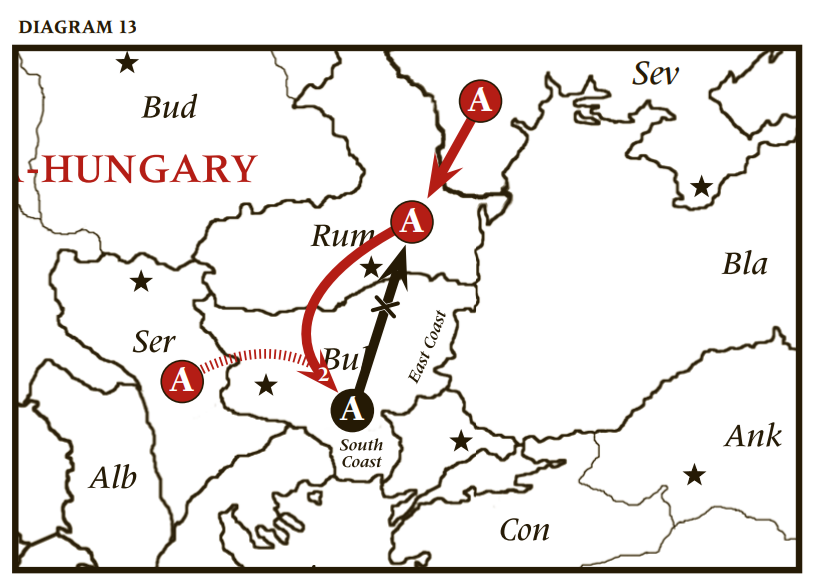 DIAGRAM 13
Sev
A
Bud
-HUNGARY
A
Rum
Bla
Ser
East Coast
Bul
2
A
A
South
Coast
Ank
Alb
Con